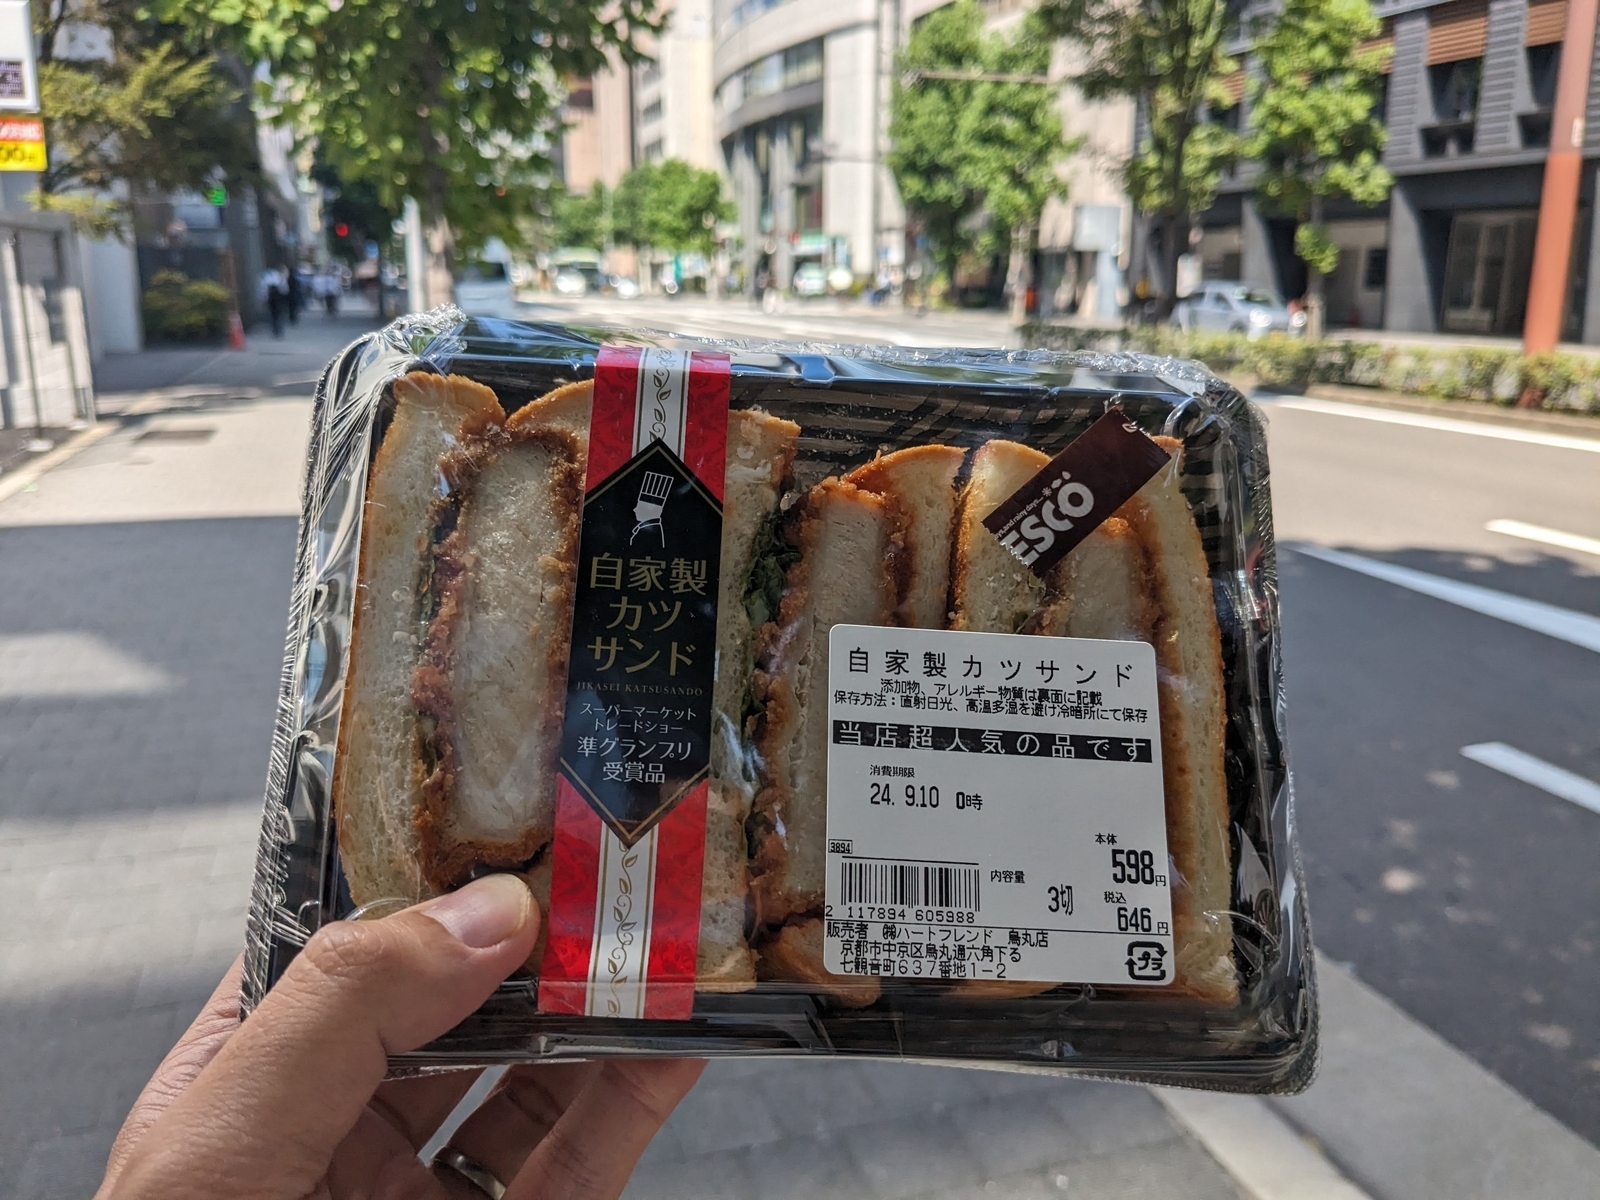 自家製
カツ
サンド
JIKASEI KATSUSANDO
スーパーマーケット
トレードショー
準グランプリ
受賞品
ESCO
自家製カツサンド
添加物、アレルギー物質は裏面に記載
保存方法:直射日光、高温多湿を避け冷暗所にて保存
当店超人気の品です
消費期限
24. 9.10 0時
3894
本体
598円
内容量
3切
税込
646円
2 117894 605988
販売者 ㈱ハートフレンド 烏丸店
京都市中京区烏丸通六角下る
七観音町637番地1-2
プラ